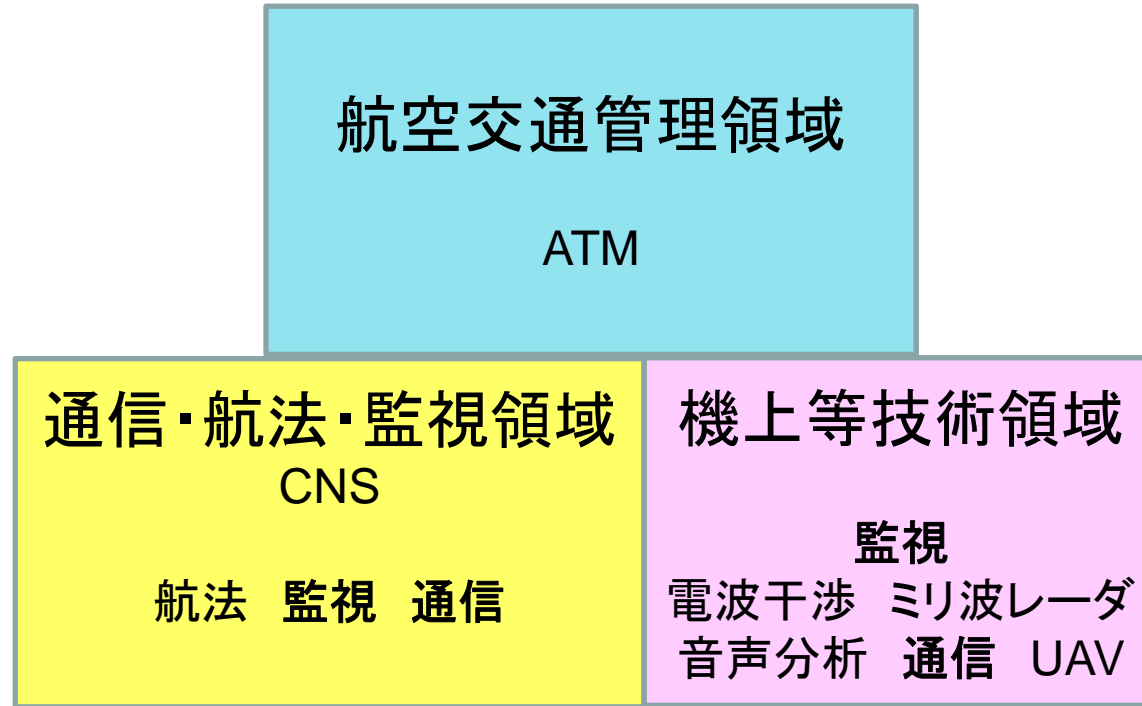 航空交通管理領域
ATM
通信・航法・監視領域
CNS
航法　監視　通信
機上等技術領域
監視
電波干渉　ミリ波レーダ
音声分析　通信　UAV